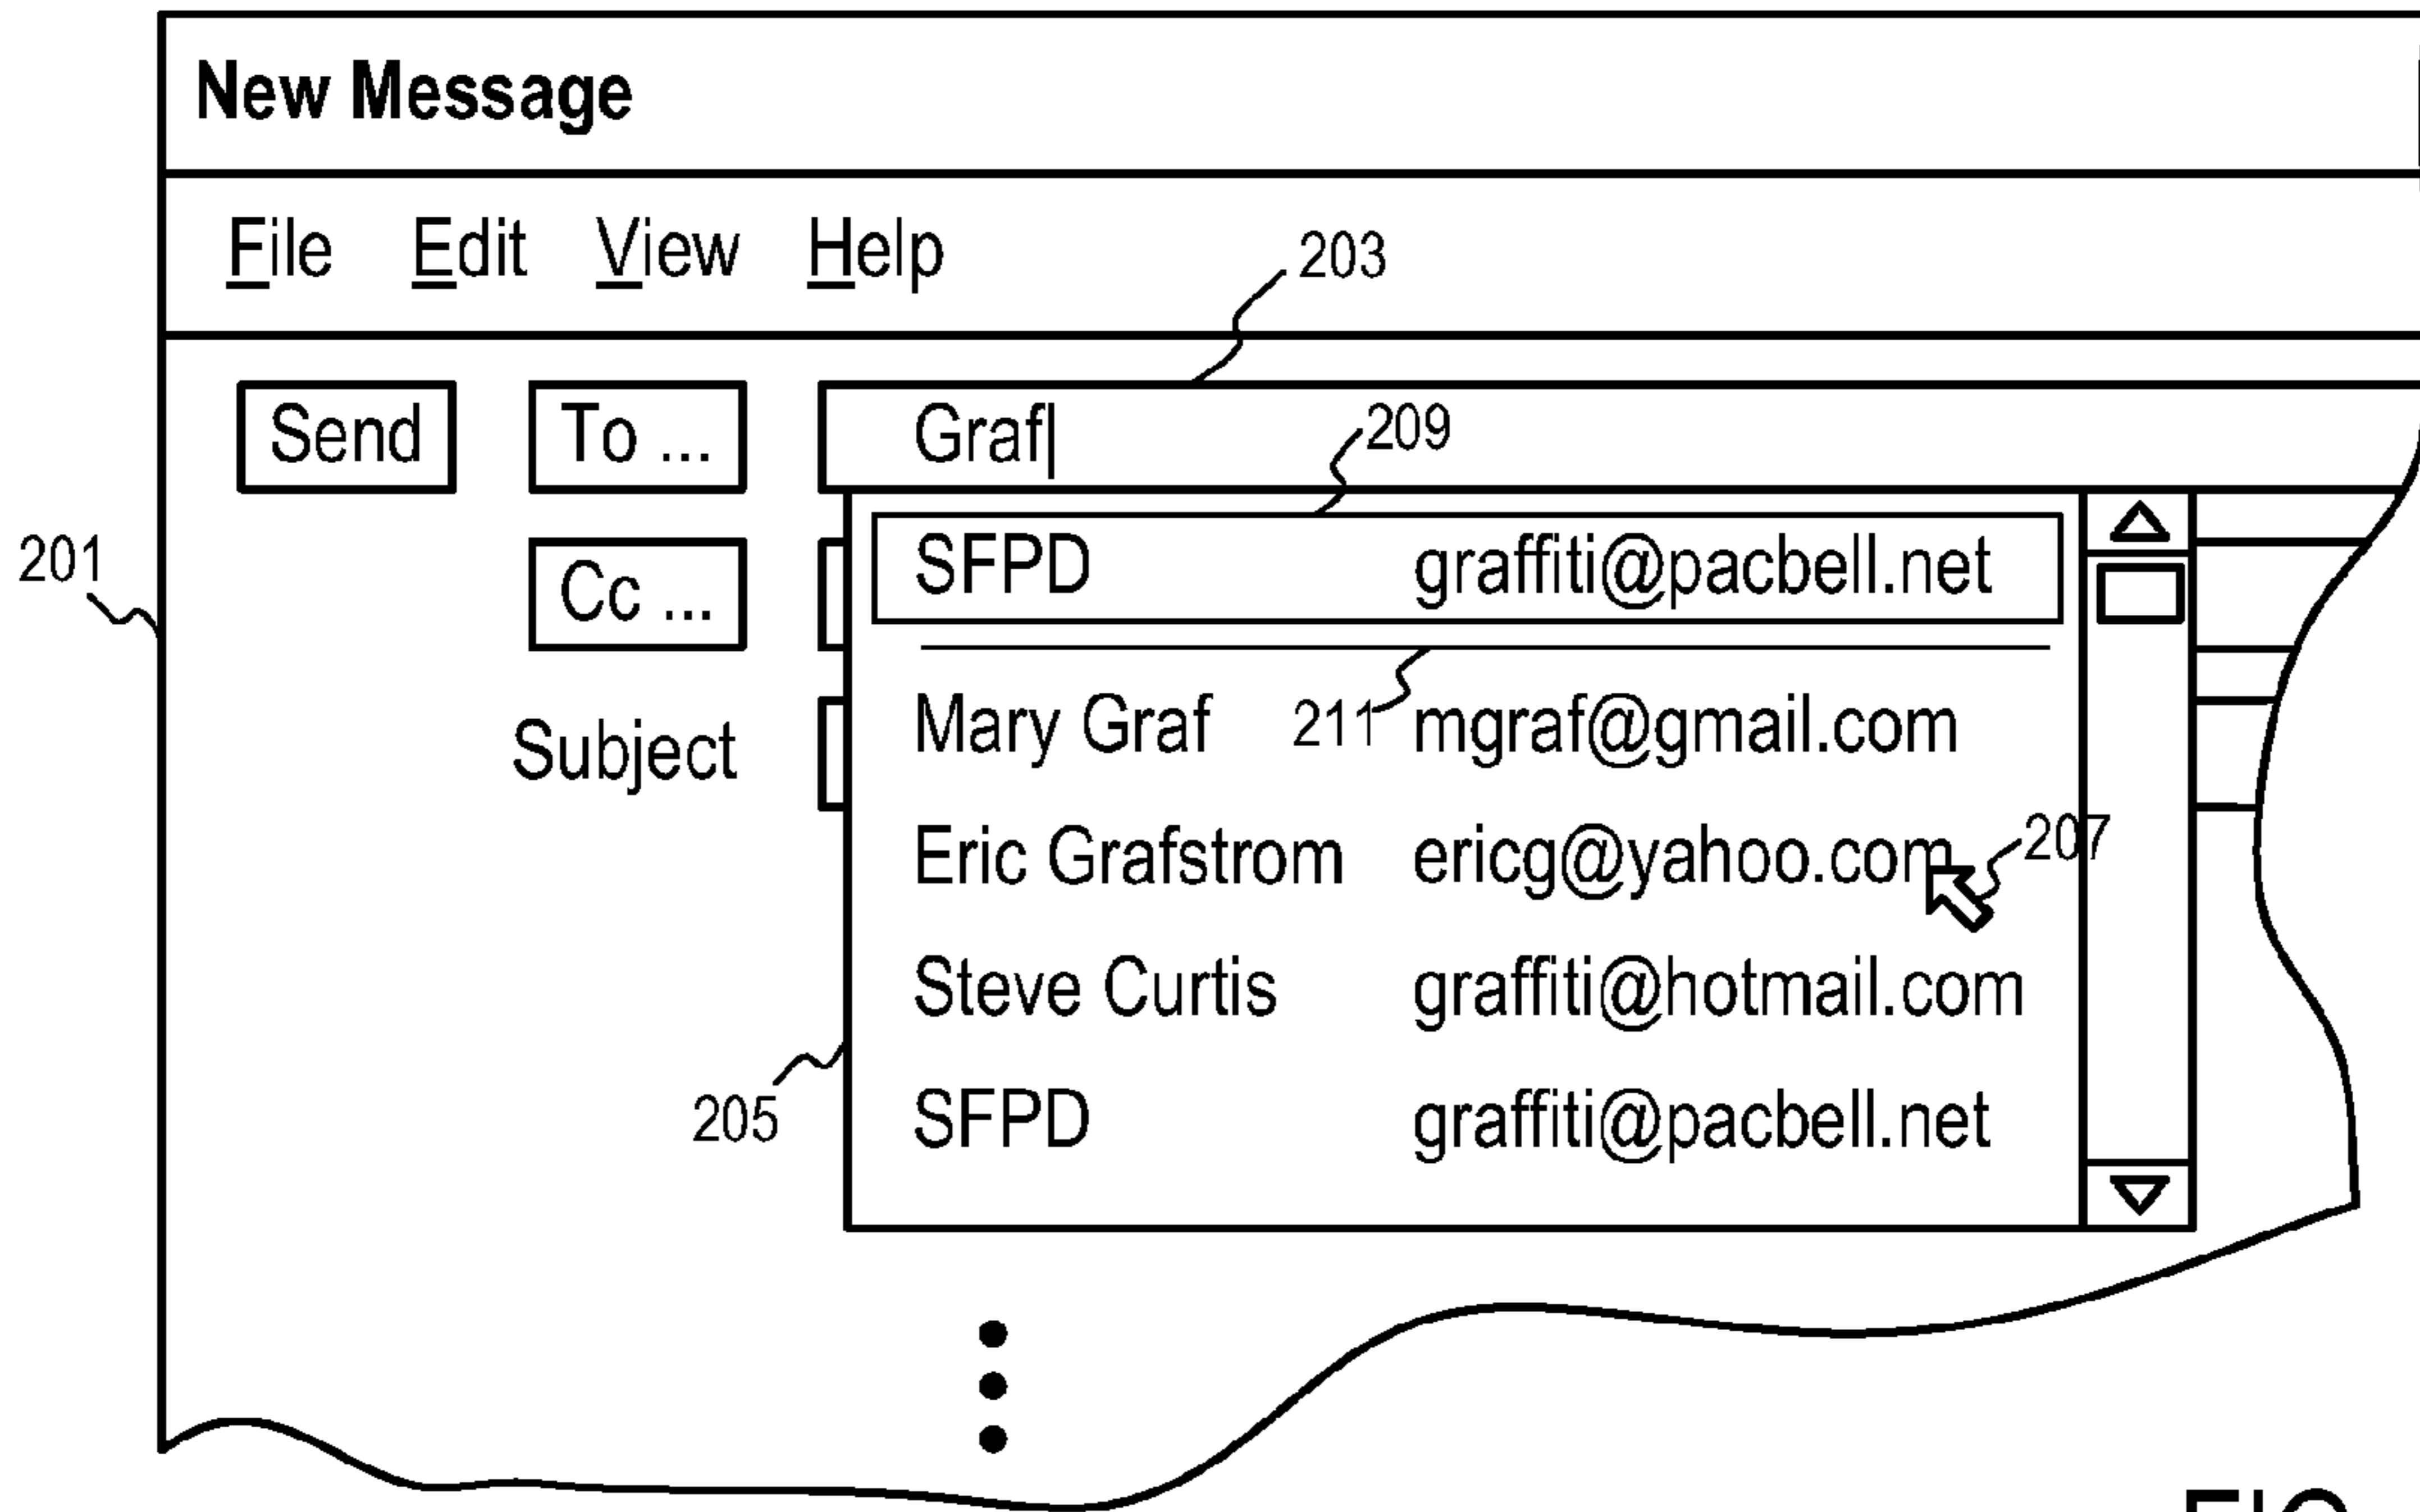 New Message
File Edit View Help
203
Send To ... Graf
209
201
Cc ...
SFPD graffiti@pacbell.net
Subject
Mary Graf 211 mgraf@gmail.com
Eric Grafstrom ericg@yahoo.com 207
Steve Curtis graffiti@hotmail.com
205
SFPD graffiti@pacbell.net